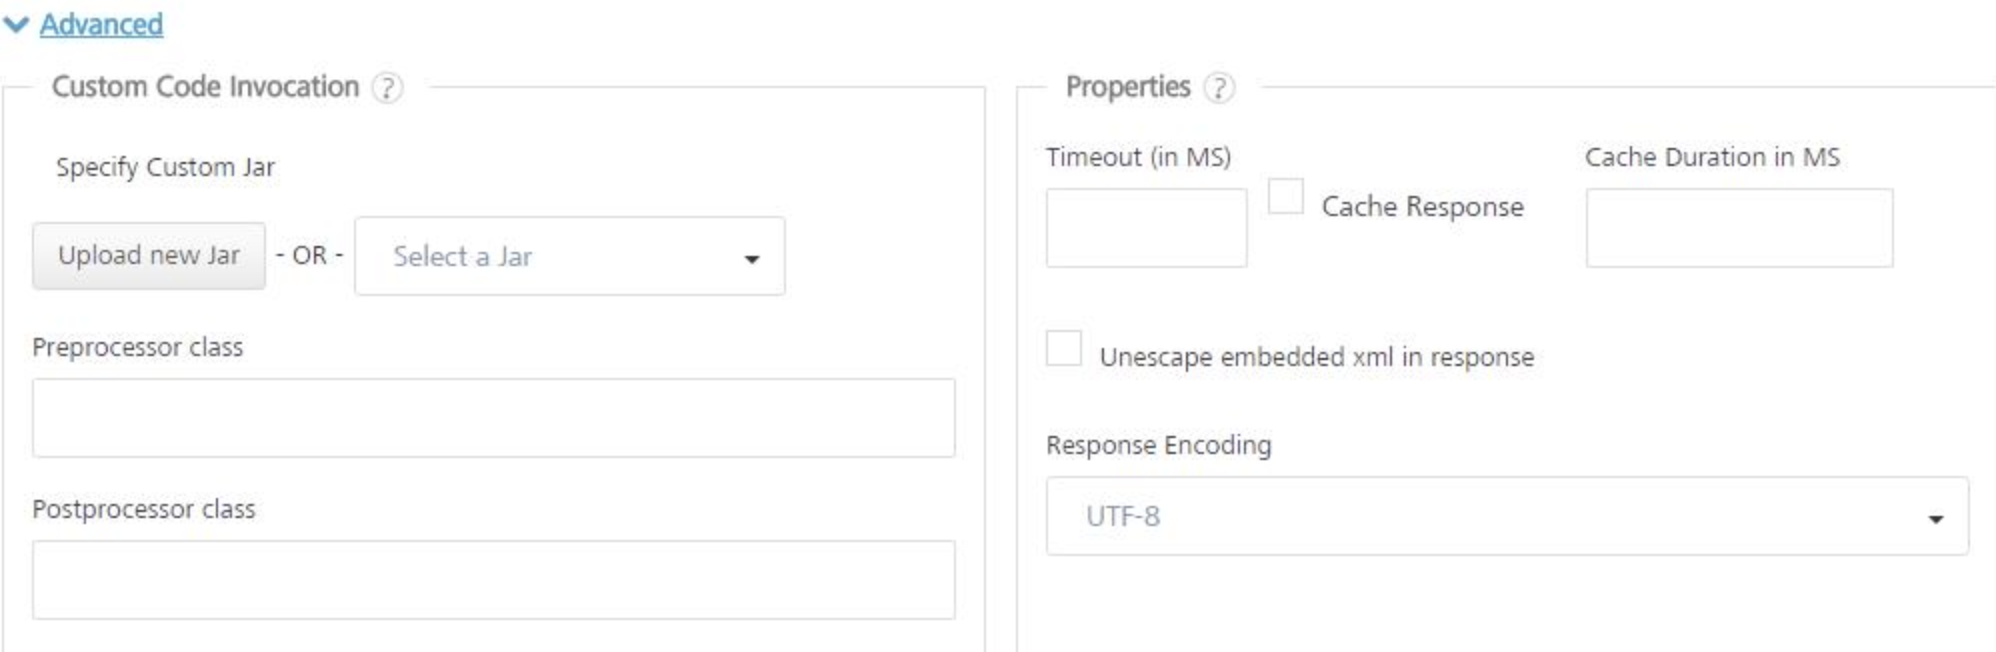 Advanced
Custom Code Invocation ?
Specify Custom Jar
Upload new Jar - OR - Select a Jar
Preprocessor class
Postprocessor class
Properties ?
Timeout (in MS)
Cache Response
Cache Duration in MS
Unescape embedded xml in response
Response Encoding
UTF-8